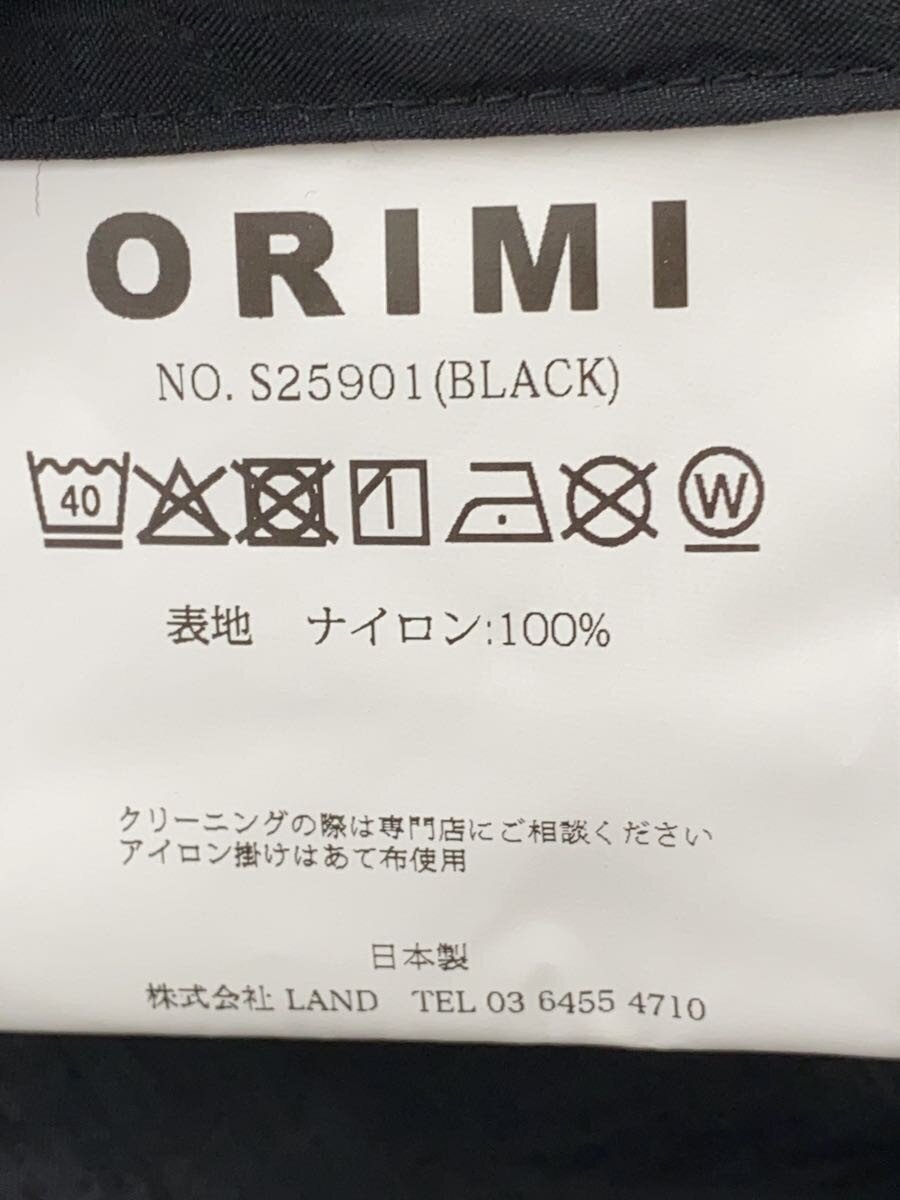 ORIMI
NO. S25901(BLACK)
40 W
表地　ナイロン:100%
クリーニングの際は専門店にご相談ください
アイロン掛けはあて布使用
日本製
株式会社 LAND　TEL 03 6455 4710